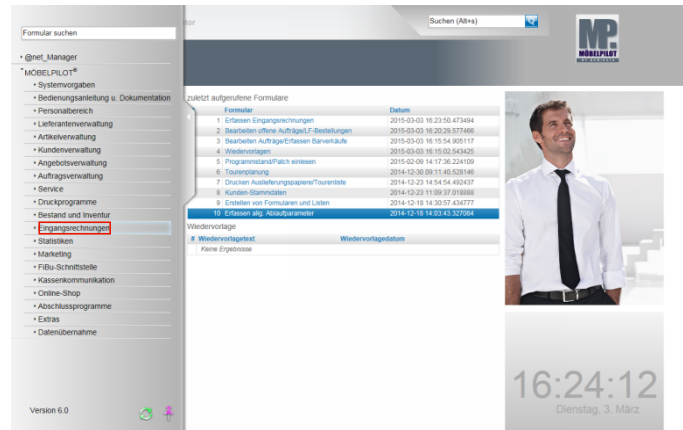 tor
Suchen (Alt+s)
MP.
MÖBELPILOT
Formular suchen
@net_Manager
MÖBELPILOT®
Systemvorgaben
Bedienungsanleitung u. Dokumentation
Personalbereich
Lieferantenverwaltung
Artikelverwaltung
Kundenverwaltung
Angebotsverwaltung
Auftragsverwaltung
Service
Druckprogramme
Bestand und Inventur
Eingangsrechnungen
Statistiken
Marketing
FiBu-Schnittstelle
Kassenkommunikation
Online-Shop
Abschlussprogramme
Extras
Datenübernahme
Version 6.0
zuletzt aufgerufene Formulare
Formular Datum
1 Erfassen Eingangsrechnungen 2015-03-03 16:23:50.473494
2 Bearbeiten offene Aufträge/LF-Bestellungen 2015-03-03 16:20:29.577466
3 Bearbeiten Aufträge/Erfassen Barverkäufe 2015-03-03 16:15:54.905117
4 Wiedervorlagen 2015-03-03 16:15:02.543425
5 Programmstand/Patch einlesen 2015-02-09 14:17:36.224109
6 Tourenplanung 2014-12-30 09:11:40.528146
7 Drucken Auslieferungspapiere/Tourenliste 2014-12-23 14:54:54.492437
8 Kunden-Stammdaten 2014-12-23 11:09:37.018888
9 Erstellen von Formularen und Listen 2014-12-18 14:30:57.434777
10 Erfassen allg. Ablaufparameter 2014-12-18 14:03:43.327084
Wiedervorlage
# Wiedervorlagetext Wiedervorlagedatum
Keine Ergebnisse
16:24:12
Dienstag, 3. März